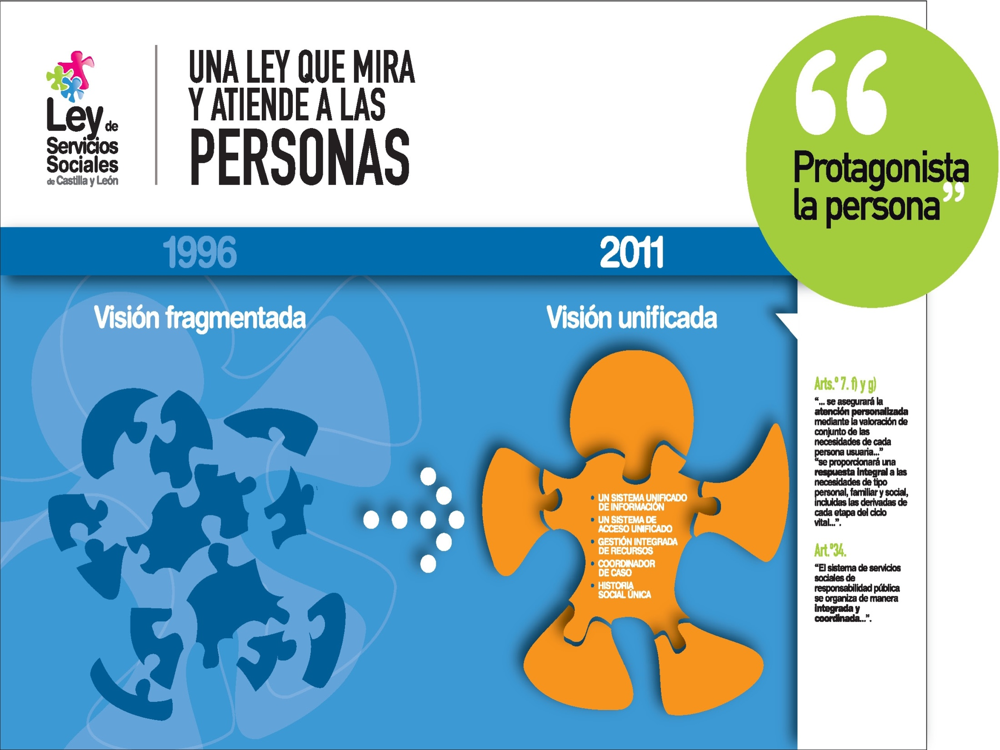 Ley de
Servicios
Sociales
de Castilla y León
UNA LEY QUE MIRA
Y ATIENDE A LAS
PERSONAS
“
Protagonista
la persona”
1996
2011
Visión fragmentada
Visión unificada
• UN SISTEMA UNIFICADO
DE INFORMACIÓN
• UN SISTEMA DE
ACCESO UNIFICADO
• GESTIÓN INTEGRADA
DE RECURSOS
• COORDINADOR
DE CASO
• HISTORIA
SOCIAL ÚNICA
Arts.º 7. f) y g)
“... se asegurará la
atención personalizada
mediante la valoración de
conjunto de las
necesidades de cada
persona usuaria...”
“se proporcionará una
respuesta integral a las
necesidades de tipo
personal, familiar y social,
incluidas las derivadas de
cada etapa del ciclo
vital...”.
Art.º34.
“El sistema de servicios
sociales de
responsabilidad pública
se organiza de manera
integrada y
coordinada...”.